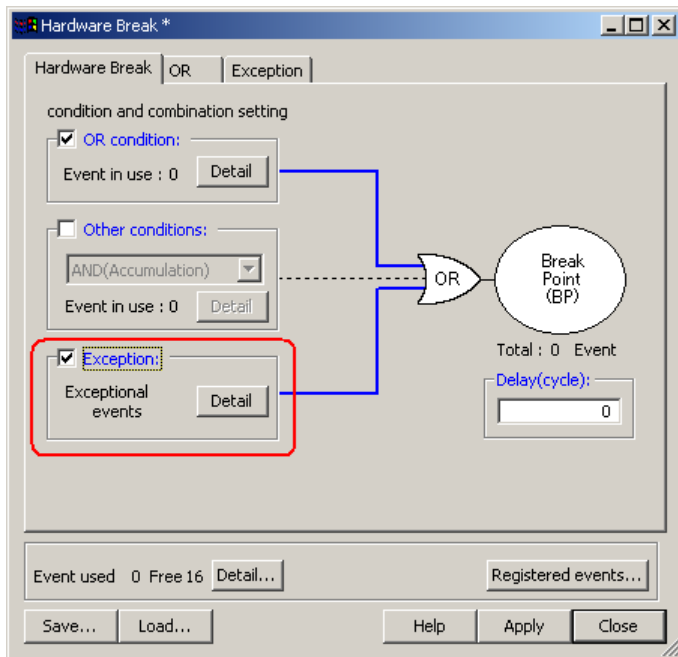 Hardware Break *
Hardware Break OR Exception
condition and combination setting
OR condition:
Event in use : 0 Detail
Other conditions:
AND(Accumulation)
Event in use : 0 Detail
Exception:
Exceptional
events
Detail
OR
Break
Point
(BP)
Total : 0 Event
Delay(cycle):
0
Event used 0 Free 16 Detail... Registered events...
Save... Load... Help Apply Close